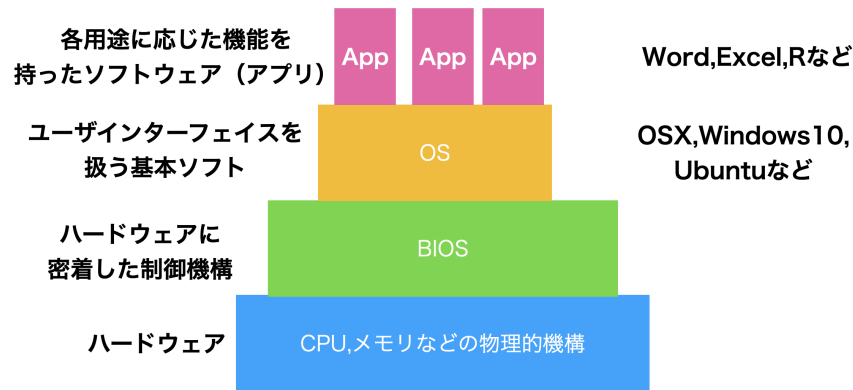 各用途に応じた機能を
持ったソフトウェア（アプリ）
App
App
App
Word,Excel,Rなど
ユーザインターフェイスを
扱う基本ソフト
OS
OSX,Windows10,
Ubuntuなど
ハードウェアに
密着した制御機構
BIOS
ハードウェア
CPU,メモリなどの物理的機構